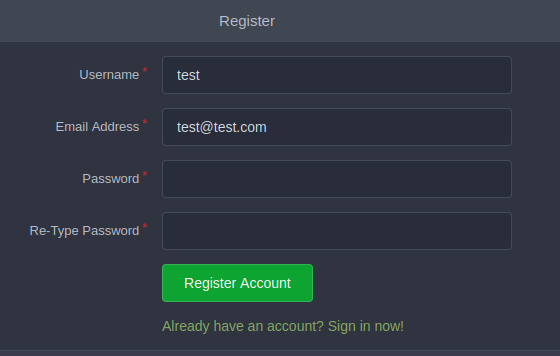 Register
Username *
test
Email Address *
test@test.com
Password *
Re-Type Password *
Register Account
Already have an account? Sign in now!